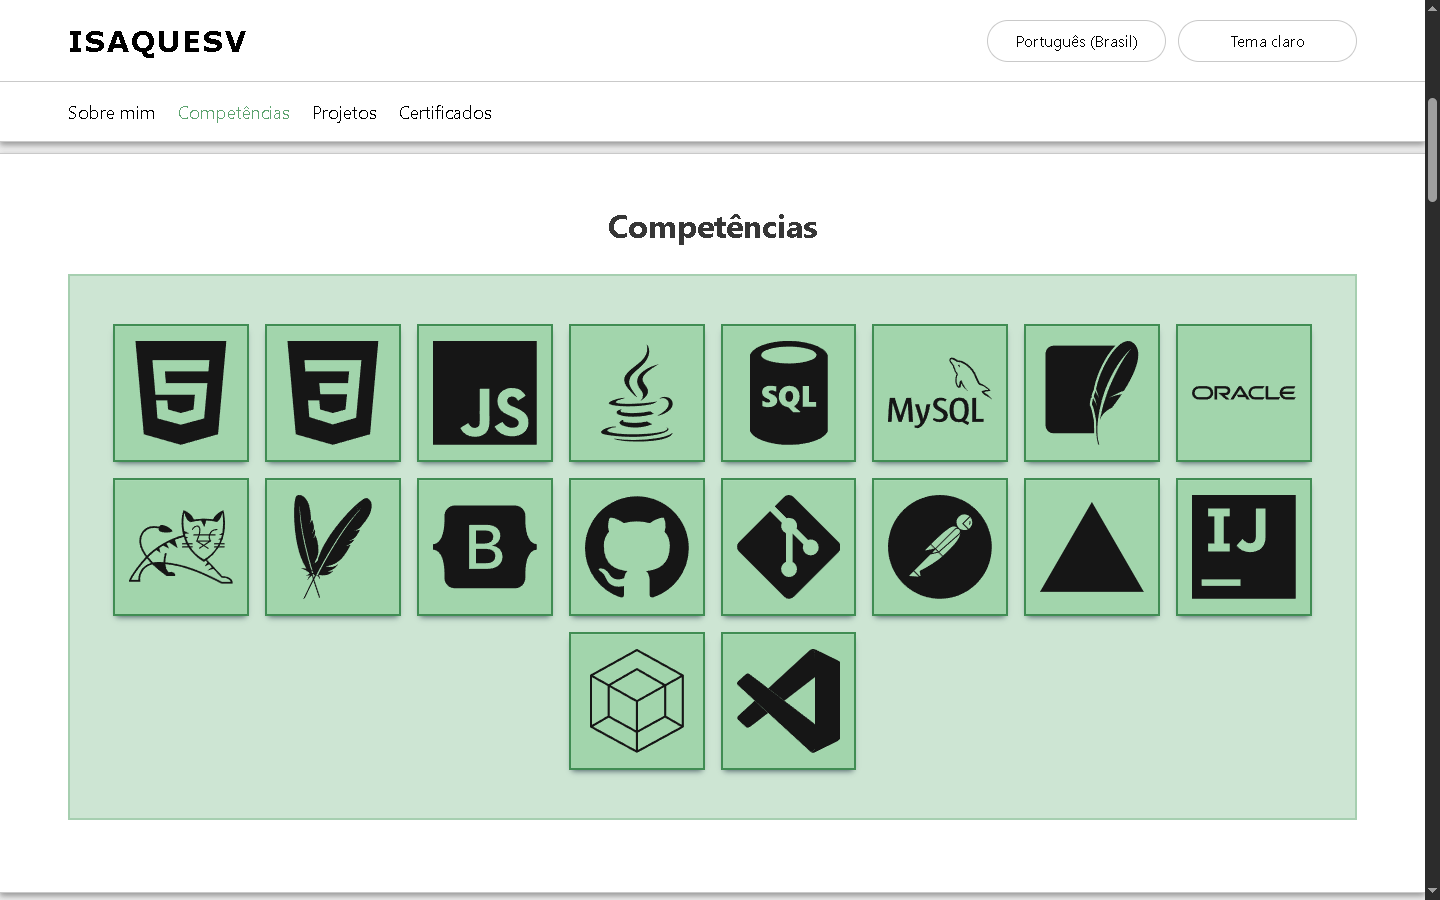 ISAQUESV
Português (Brasil)
Tema claro
Sobre mim Competências Projetos Certificados
Competências
5 3 JS SQL MySQL ORACLE
B IJ